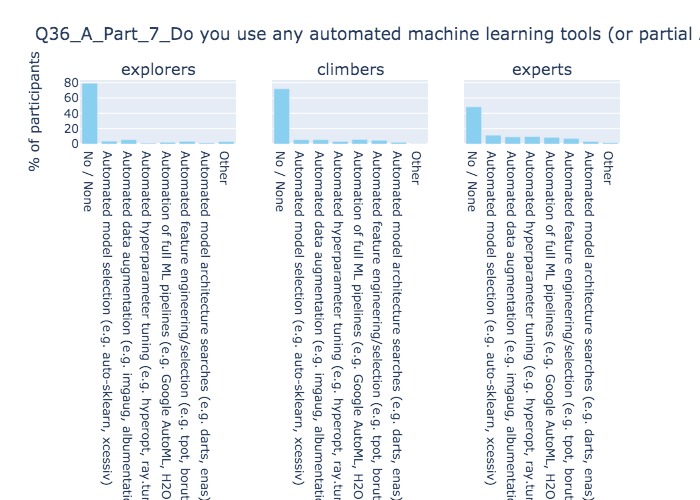 Q36_A_Part_7_Do you use any automated machine learning tools (or partial
% of participants
explorers
climbers
experts
80
60
40
20
0
No / None
Automated model selection (e.g. auto-sklearn, xcessiv)
Automated data augmentation (e.g. imgaug, albumentati
Automated hyperparameter tuning (e.g. hyperopt, ray.tu
Automation of full ML pipelines (e.g. Google AutoML, H2O
Automated feature engineering/selection (e.g. tpot, borut
Automated model architecture searches (e.g. darts, enas)
Other
No / None
Automated model selection (e.g. auto-sklearn, xcessiv)
Automated data augmentation (e.g. imgaug, albumentati
Automated hyperparameter tuning (e.g. hyperopt, ray.tu
Automation of full ML pipelines (e.g. Google AutoML, H2O
Automated feature engineering/selection (e.g. tpot, borut
Automated model architecture searches (e.g. darts, enas)
Other
No / None
Automated model selection (e.g. auto-sklearn, xcessiv)
Automated data augmentation (e.g. imgaug, albumentati
Automated hyperparameter tuning (e.g. hyperopt, ray.tu
Automation of full ML pipelines (e.g. Google AutoML, H2O
Automated feature engineering/selection (e.g. tpot, borut
Automated model architecture searches (e.g. darts, enas)
Other